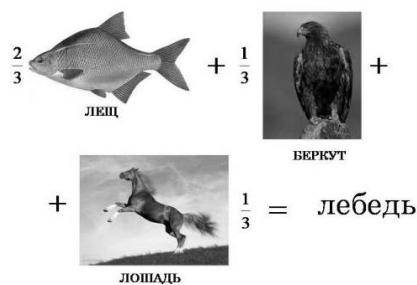 2/3 + 1/3 +
ЛЕЩ
БЕРКУТ
+ 1/3 = лебедь
ЛОШАДЬ